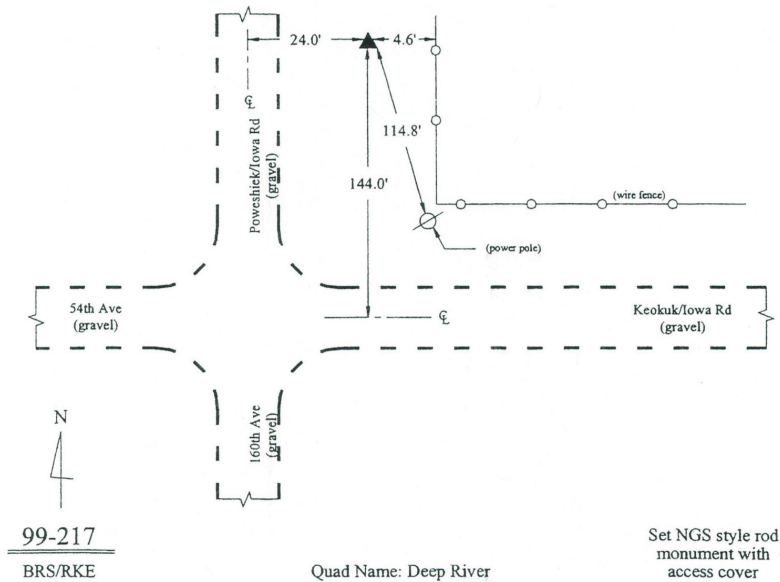 24.0'
4.6'
℄
114.8'
144.0'
Poweshiek/Iowa Rd
(gravel)
(wire fence)
(power pole)
54th Ave
(gravel)
℄
Keokuk/Iowa Rd
(gravel)
160th Ave
(gravel)
N
99-217
BRS/RKE
Quad Name: Deep River
Set NGS style rod
monument with
access cover